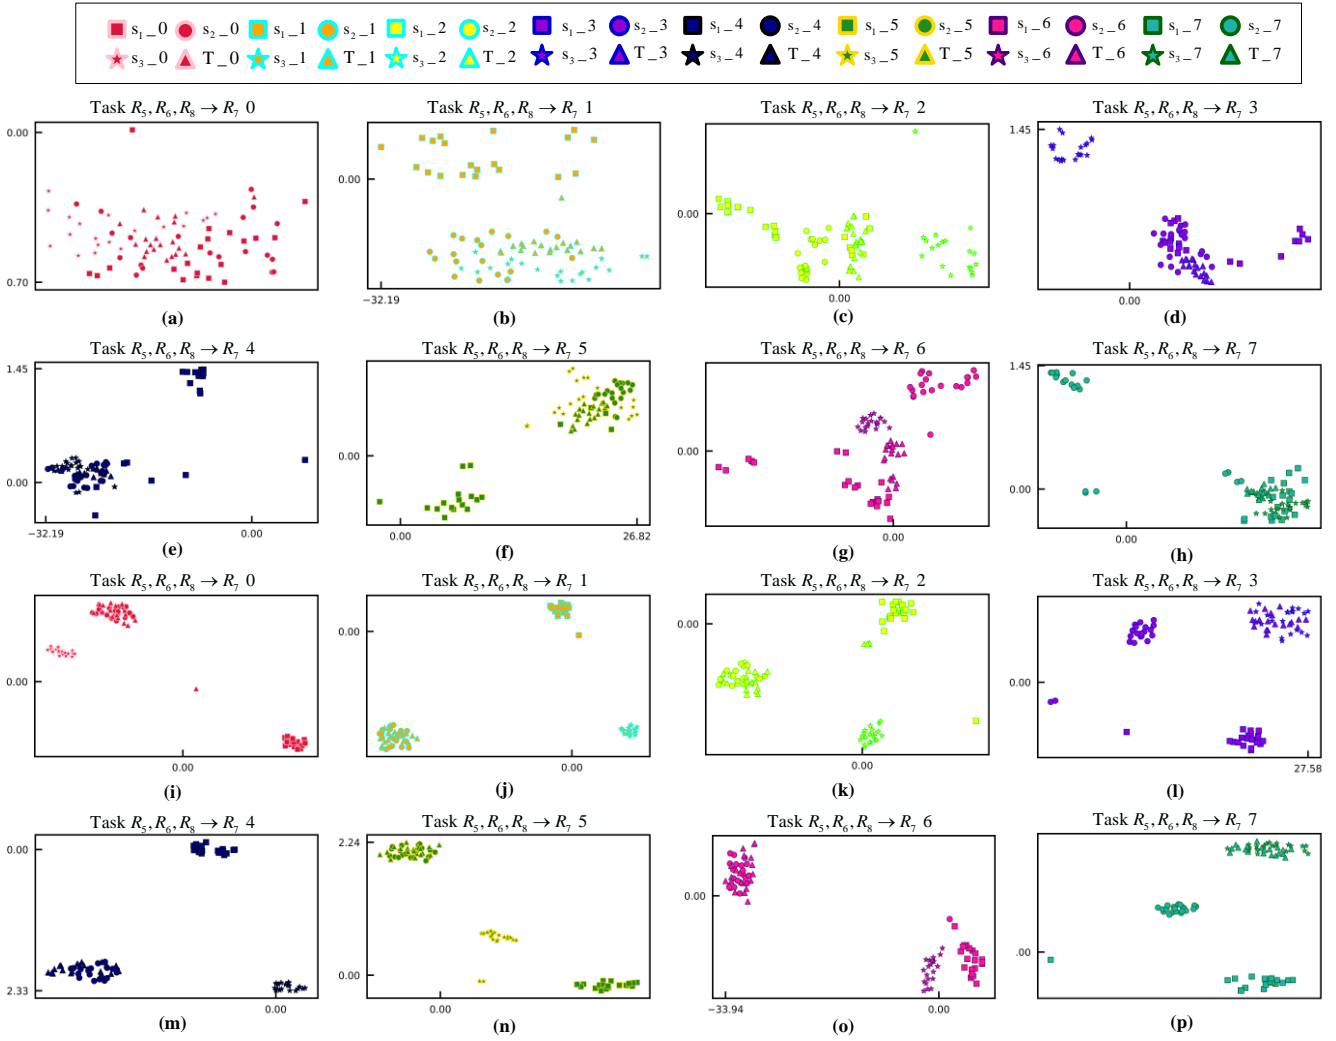 s₁_0 s₂_0 s₁_1 s₂_1 s₁_2 s₂_2 s₁_3 s₂_3 s₁_4 s₂_4 s₁_5 s₂_5 s₁_6 s₂_6 s₁_7 s₂_7
s₃_0 T_0 s₃_1 T_1 s₃_2 T_2 s₃_3 T_3 s₃_4 T_4 s₃_5 T_5 s₃_6 T_6 s₃_7 T_7
Task R₅, R₆, R₈ → R₇ 0
0.00
0.70
(a)
Task R₅, R₆, R₈ → R₇ 1
0.00
−32.19
(b)
Task R₅, R₆, R₈ → R₇ 2
0.00
0.00
(c)
Task R₅, R₆, R₈ → R₇ 3
1.45
0.00
(d)
Task R₅, R₆, R₈ → R₇ 4
1.45
0.00
−32.19 0.00
(e)
Task R₅, R₆, R₈ → R₇ 5
0.00
0.00 26.82
(f)
Task R₅, R₆, R₈ → R₇ 6
0.00
0.00
(g)
Task R₅, R₆, R₈ → R₇ 7
1.45
0.00
0.00
(h)
Task R₅, R₆, R₈ → R₇ 0
0.00
0.00
(i)
Task R₅, R₆, R₈ → R₇ 1
0.00
0.00
(j)
Task R₅, R₆, R₈ → R₇ 2
0.00
0.00
(k)
Task R₅, R₆, R₈ → R₇ 3
0.00
27.58
(l)
Task R₅, R₆, R₈ → R₇ 4
0.00
2.33
0.00
(m)
Task R₅, R₆, R₈ → R₇ 5
2.24
0.00
0.00
(n)
Task R₅, R₆, R₈ → R₇ 6
0.00
−33.94 0.00
(o)
Task R₅, R₆, R₈ → R₇ 7
.00
(p)